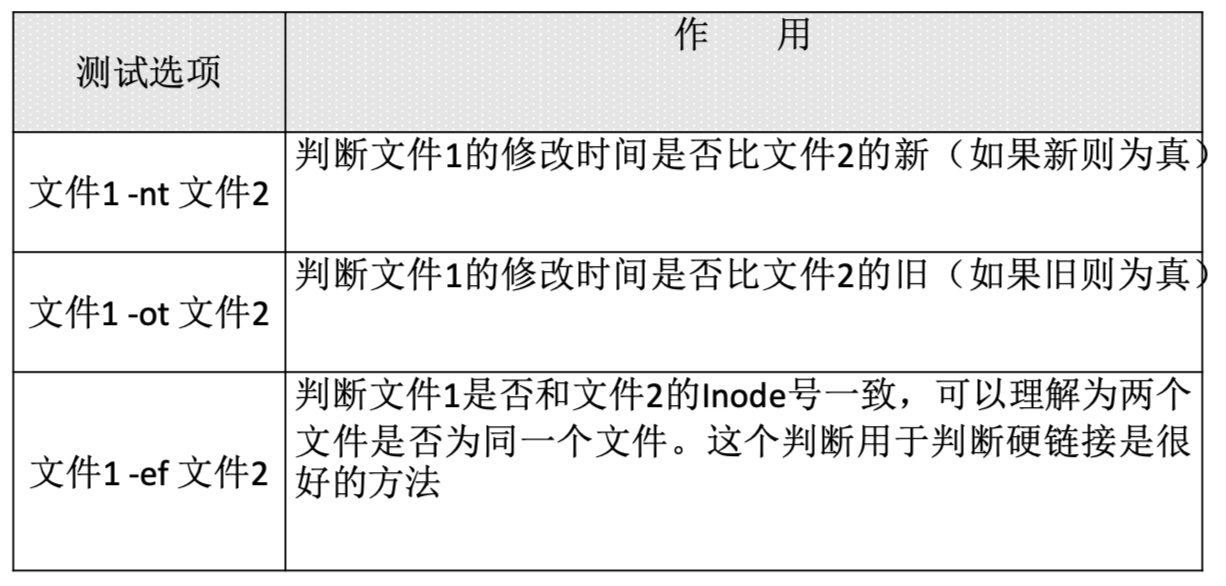 测试选项
作 用
文件1 -nt 文件2
判断文件1的修改时间是否比文件2的新（如果新则为真）
文件1 -ot 文件2
判断文件1的修改时间是否比文件2的旧（如果旧则为真）
文件1 -ef 文件2
判断文件1是否和文件2的Inode号一致，可以理解为两个
文件是否为同一个文件。这个判断用于判断硬链接是很
好的方法